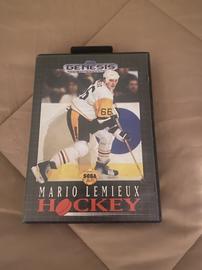 GENESIS
66
SEGA
MARIO LEMIEUX
HOCKEY